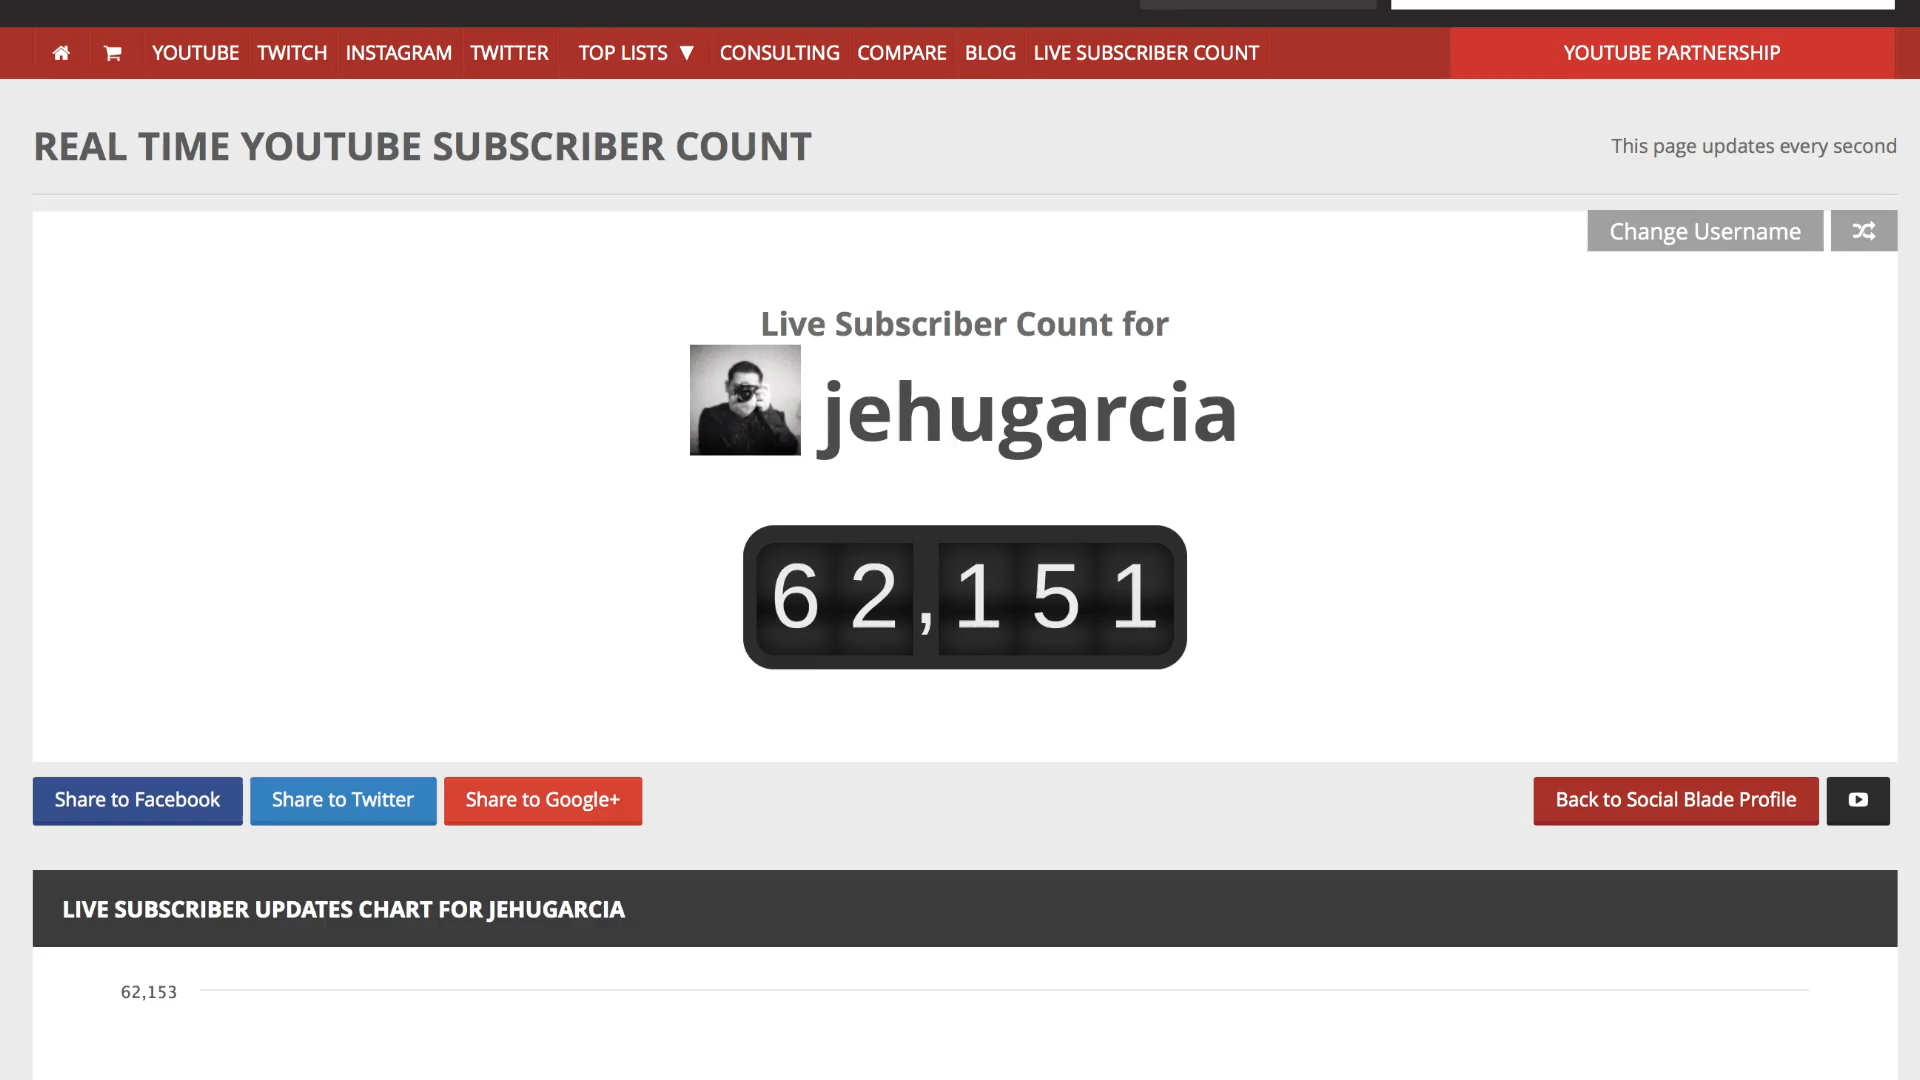 YOUTUBE TWITCH INSTAGRAM TWITTER TOP LISTS ▼ CONSULTING COMPARE BLOG LIVE SUBSCRIBER COUNT YOUTUBE PARTNERSHIP
REAL TIME YOUTUBE SUBSCRIBER COUNT This page updates every second
Change Username
Live Subscriber Count for
jehugarcia
62,151
Share to Facebook Share to Twitter Share to Google+ Back to Social Blade Profile
LIVE SUBSCRIBER UPDATES CHART FOR JEHUGARCIA
62,153